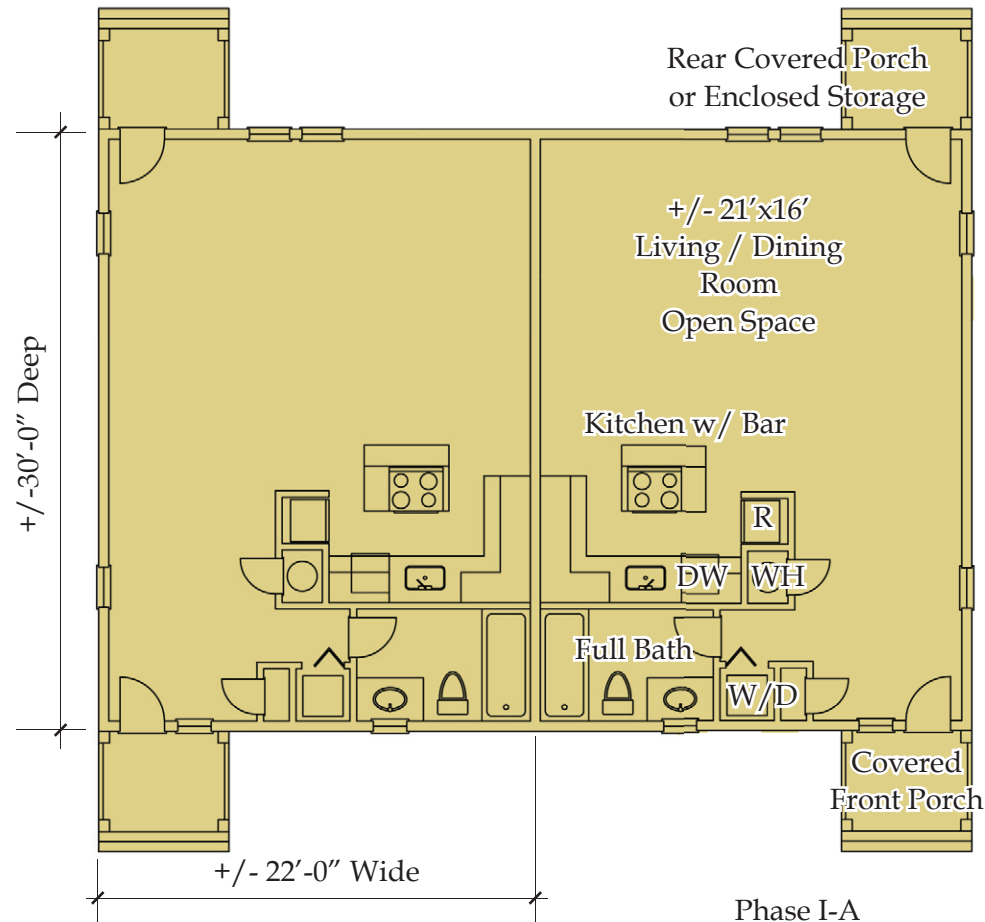 Rear Covered Porch
or Enclosed Storage
+/- 21’x16’
Living / Dining
Room
Open Space
+/-30’-0” Deep
Kitchen w/ Bar
R
DW
WH
Full Bath
W/D
Covered
Front Porch
+/- 22’-0” Wide
Phase I-A